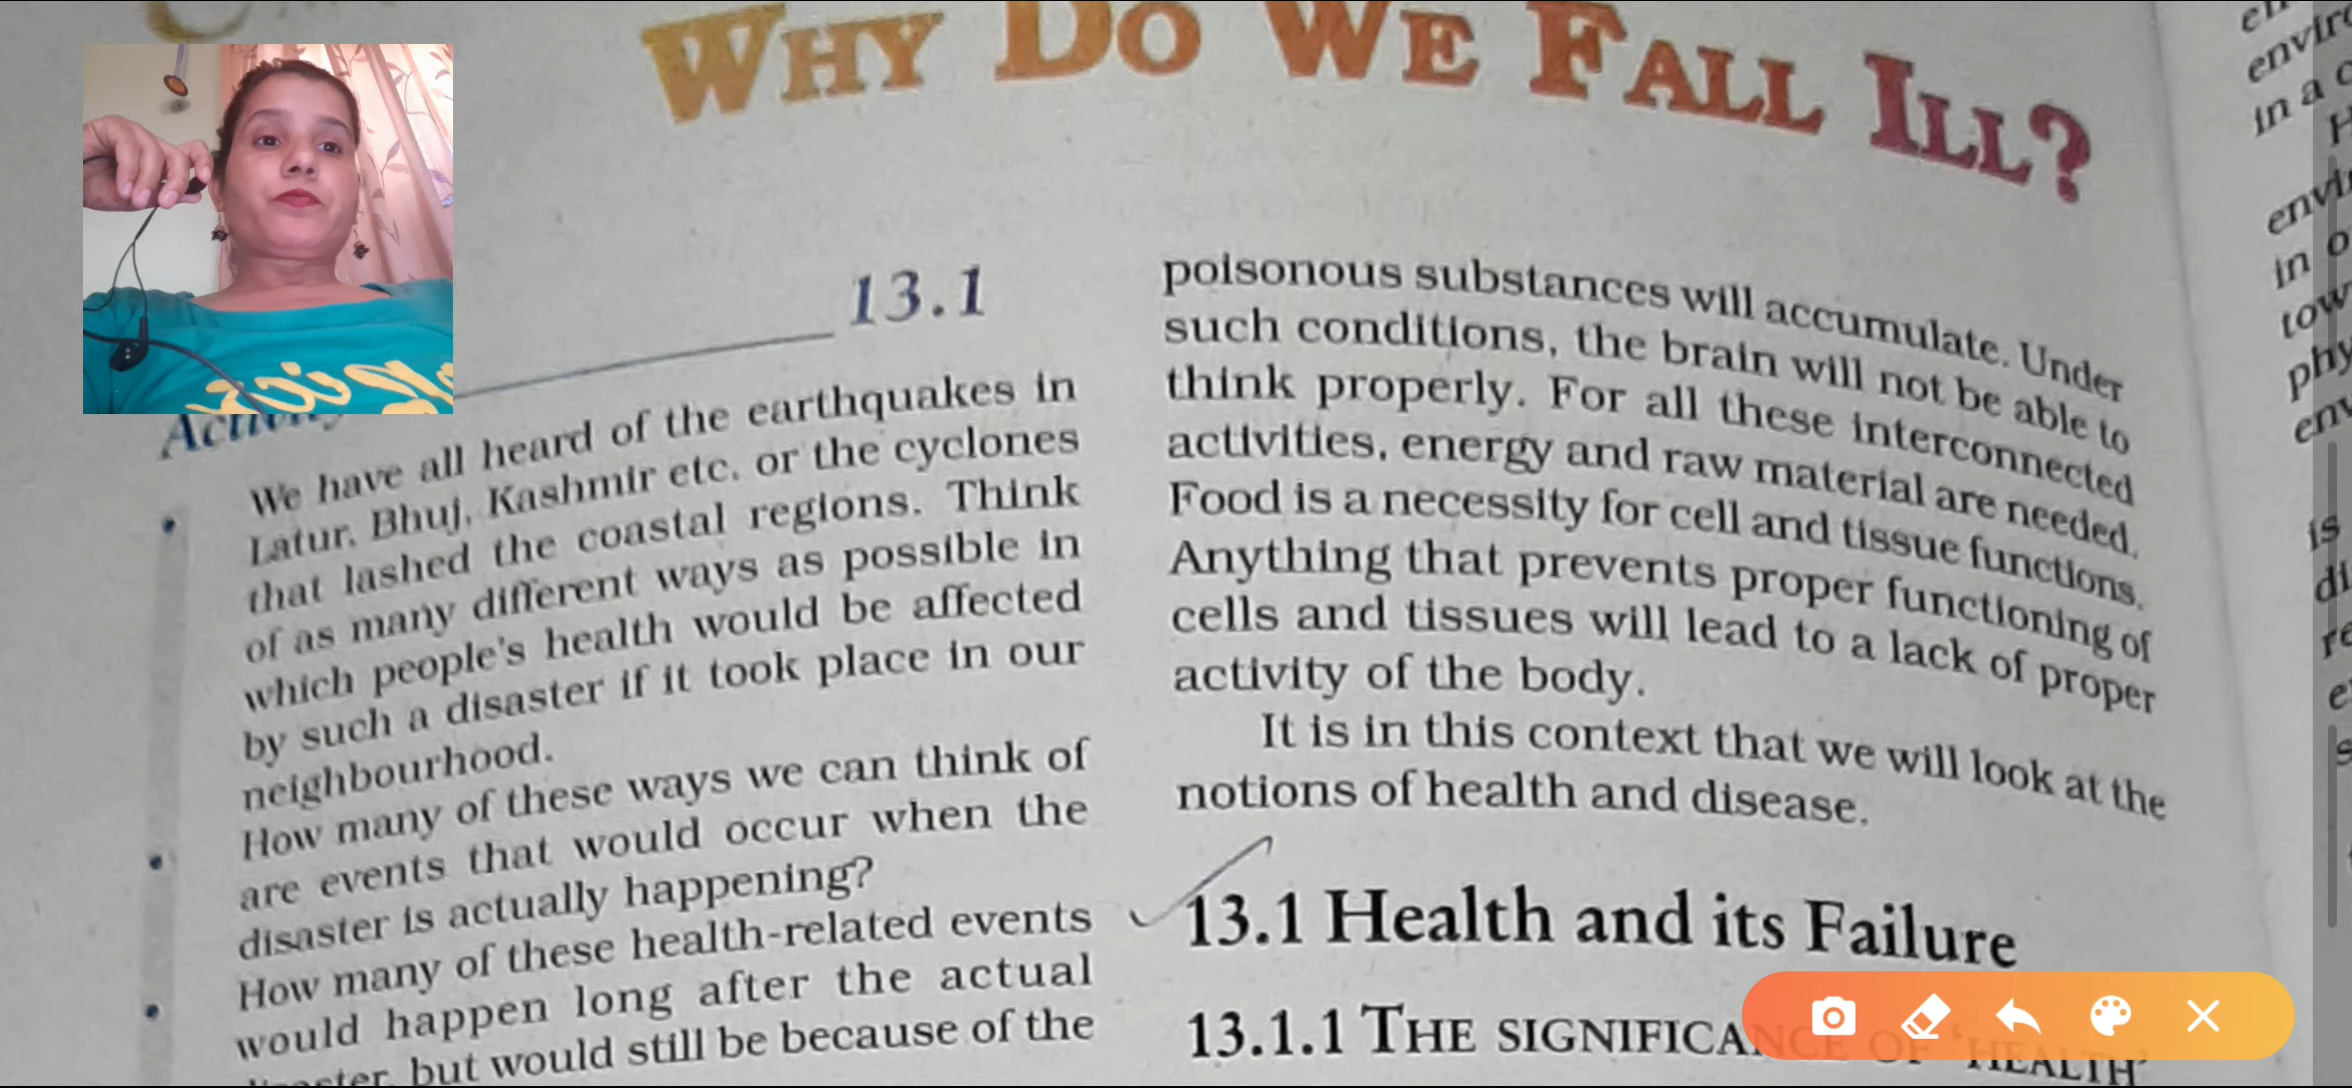 WHY DO WE FALL ILL?
Activity
13.1
We have all heard of the earthquakes in
Latur, Bhuj, Kashmir etc. or the cyclones
that lashed the coastal regions. Think
of as many different ways as possible in
which people's health would be affected
by such a disaster if it took place in our
neighbourhood.
How many of these ways we can think of
are events that would occur when the
disaster is actually happening?
How many of these health-related events
would happen long after the actual
but would still be because of the
poisonous substances will accumulate. Under
such conditions, the brain will not be able to
think properly. For all these interconnected
activities, energy and raw material are needed.
Food is a necessity for cell and tissue functions.
Anything that prevents proper functioning of
cells and tissues will lead to a lack of proper
activity of the body.
It is in this context that we will look at the
notions of health and disease.
13.1 Health and its Failure
13.1.1 THE SIGNIFICANCE OF ‘HEALTH’
in a
in
is